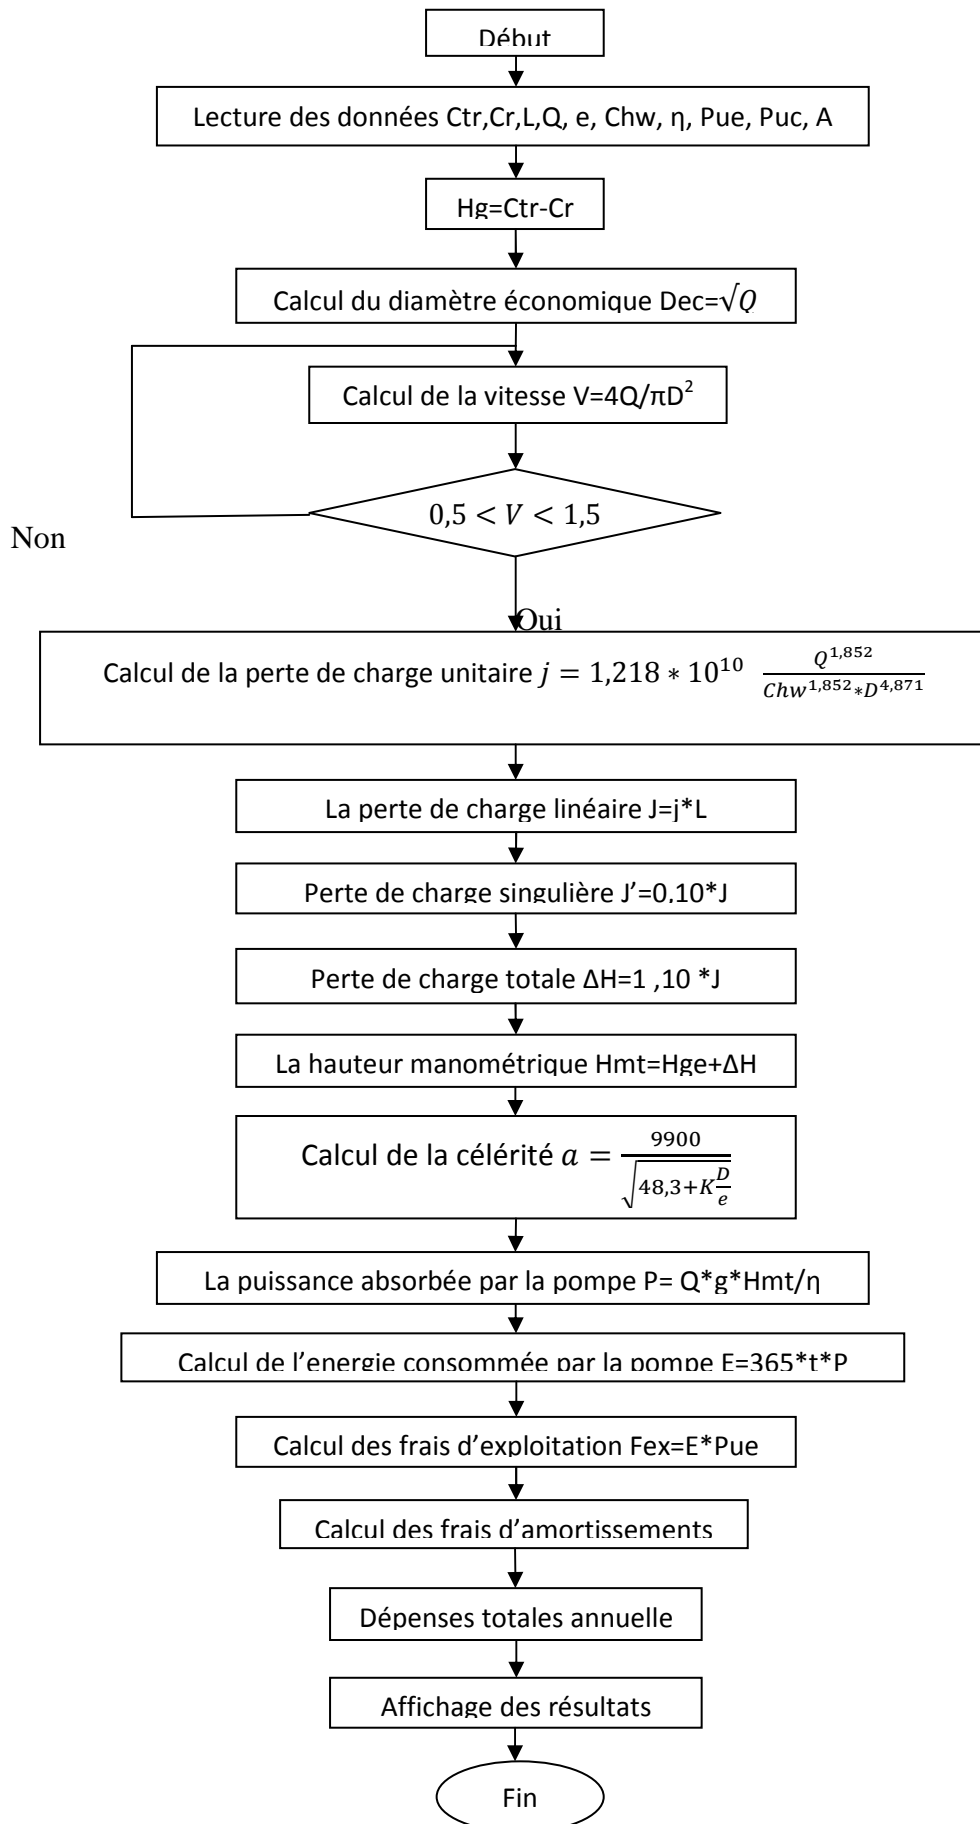 Début
Lecture des données Ctr,Cr,L,Q, e, Chw, η, Pue, Puc, A
Hg=Ctr-Cr
Calcul du diamètre économique Dec=√Q
Calcul de la vitesse V=4Q/πD²
0,5 < V < 1,5
Non
Oui
Calcul de la perte de charge unitaire j = 1,218 * 10¹⁰ Q^1,852 / Chw^1,852*D^4,871
La perte de charge linéaire J=j*L
Perte de charge singulière J’=0,10*J
Perte de charge totale ΔH=1 ,10 *J
La hauteur manométrique Hmt=Hge+ΔH
Calcul de la célérité a = 9900 / √48,3+K D/e
La puissance absorbée par la pompe P= Q*g*Hmt/η
Calcul de l’energie consommée par la pompe E=365*t*P
Calcul des frais d’exploitation Fex=E*Pue
Calcul des frais d’amortissements
Dépenses totales annuelle
Affichage des résultats
Fin